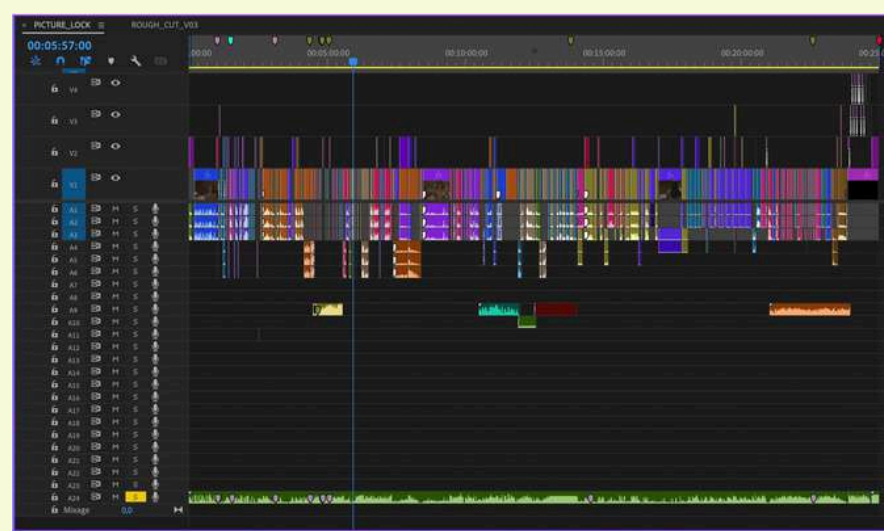 × PICTURE_LOCK ≡ ROUGH_CUT_V03
00:05:57:00
:00:00 00:05:00:00 00:10:00:00 00:15:00:00 00:20:00:00 00:25
V4
V3
V2
V1
A1 M S
A2 M S
A3 M S
A4 M S
A5 M S
A6 M S
A7 M S
A8 M S
A9 M S
A10 M S
A11 M S
A12 M S
A13 M S
A14 M S
A15 M S
A16 M S
A17 M S
A18 M S
A19 M S
A20 M S
A21 M S
A22 M S
A23 M S
A24 M S
Mixage 0,0